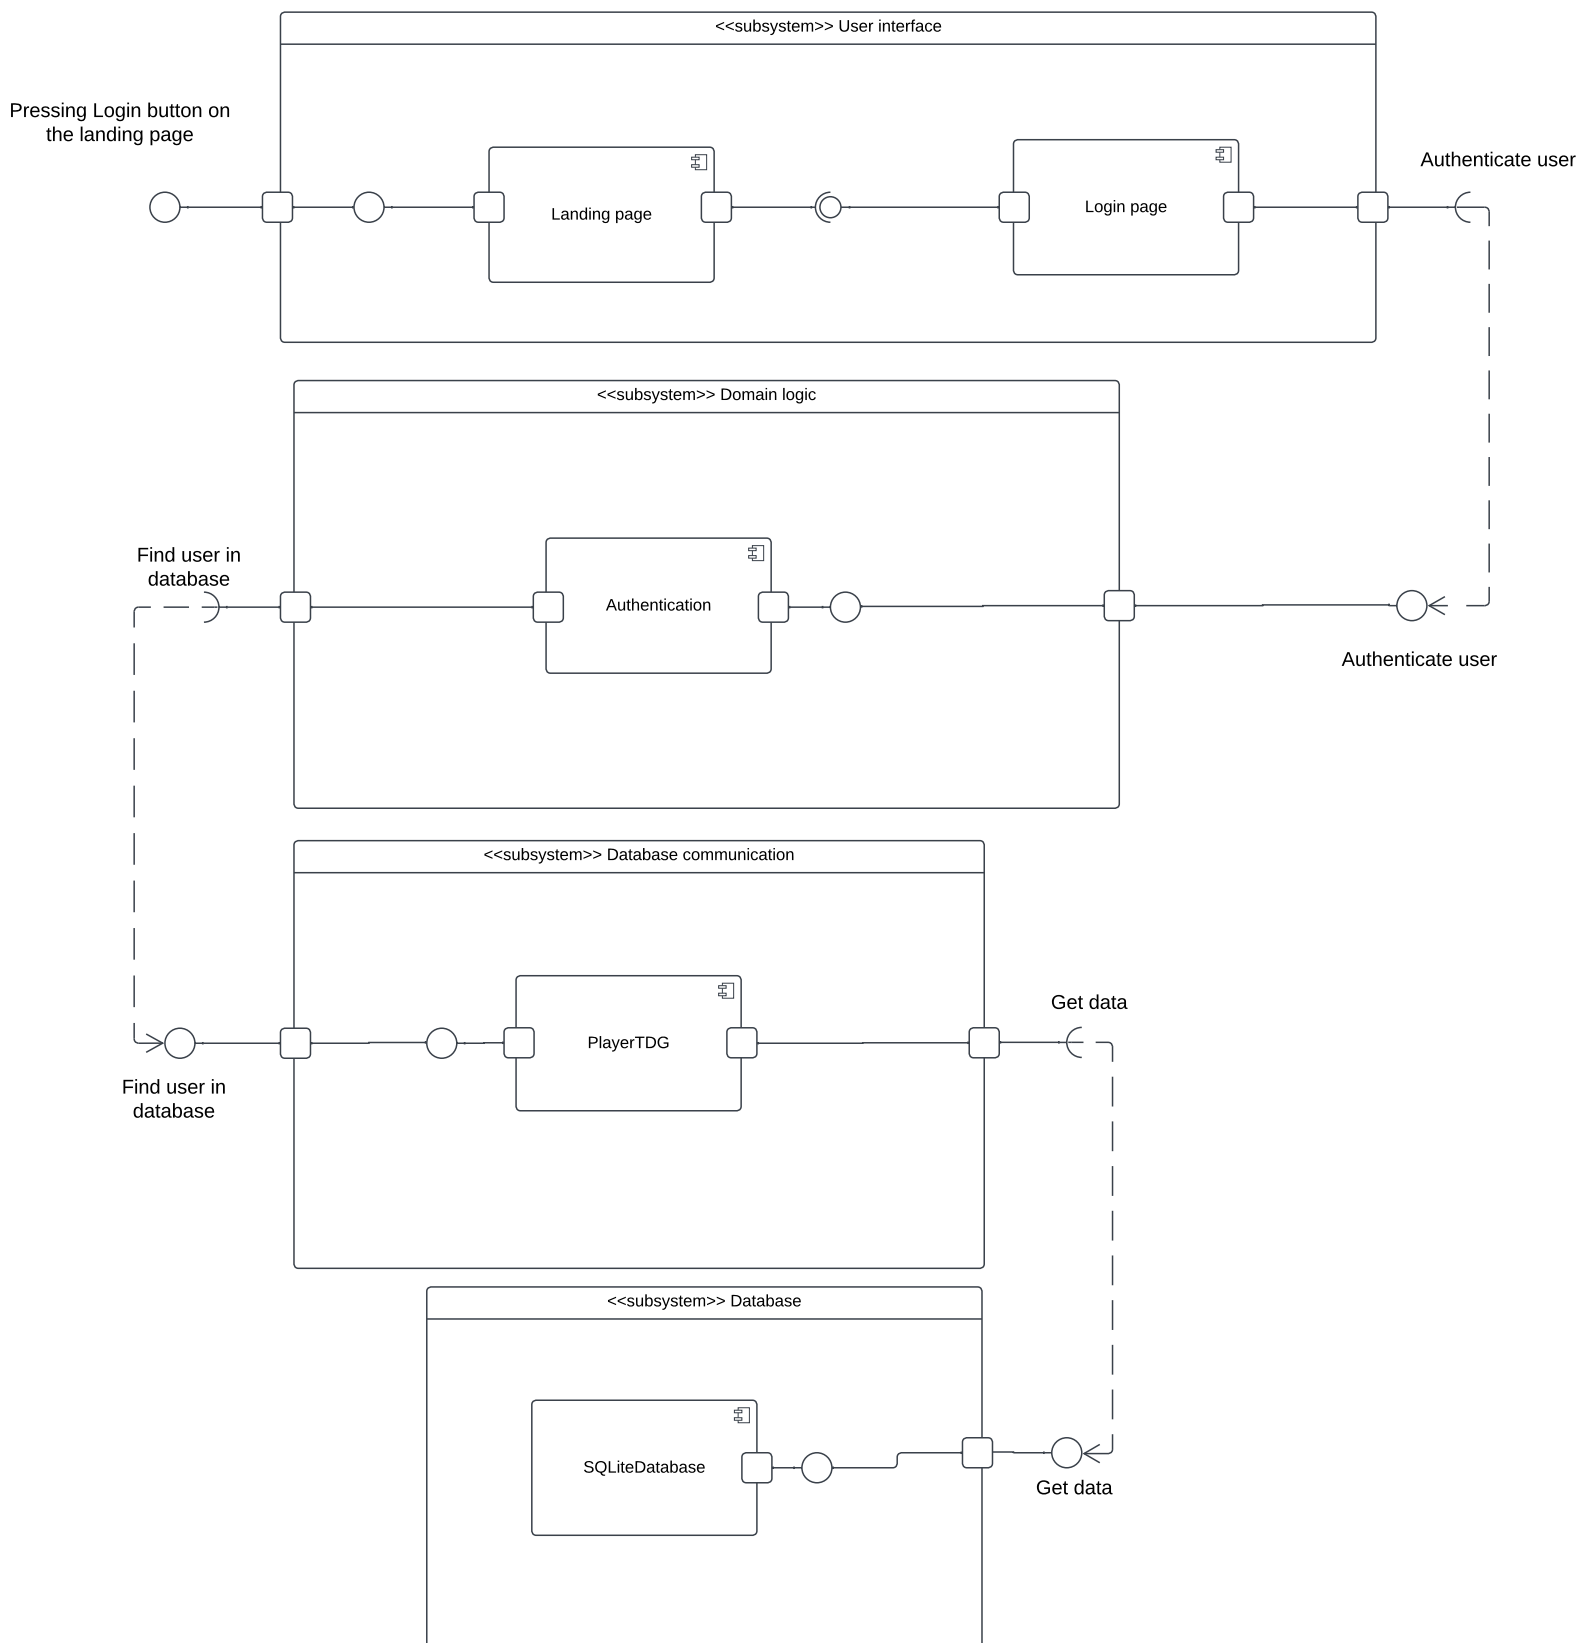 <<subsystem>> User interface
Pressing Login button on
the landing page
Authenticate user
Landing page
Login page
<<subsystem>> Domain logic
Find user in
database
Authentication
Authenticate user
<<subsystem>> Database communication
Get data
PlayerTDG
Find user in
database
<<subsystem>> Database
SQLiteDatabase
Get data